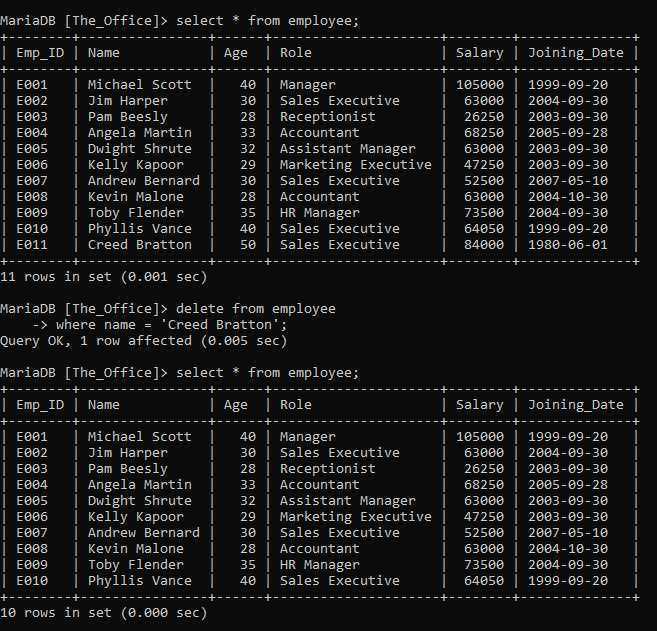 MariaDB [The_Office]> select * from employee;
+--------+----------------+------+---------------------+--------+--------------+
| Emp_ID | Name           | Age  | Role                | Salary | Joining_Date |
+--------+----------------+------+---------------------+--------+--------------+
| E001   | Michael Scott  |   40 | Manager             | 105000 | 1999-09-20   |
| E002   | Jim Harper     |   30 | Sales Executive     |  63000 | 2004-09-30   |
| E003   | Pam Beesly     |   28 | Receptionist        |  26250 | 2003-09-30   |
| E004   | Angela Martin  |   33 | Accountant          |  68250 | 2005-09-28   |
| E005   | Dwight Shrute  |   32 | Assistant Manager   |  63000 | 2003-09-30   |
| E006   | Kelly Kapoor   |   29 | Marketing Executive |  47250 | 2003-09-30   |
| E007   | Andrew Bernard |   30 | Sales Executive     |  52500 | 2007-05-10   |
| E008   | Kevin Malone   |   28 | Accountant          |  63000 | 2004-10-30   |
| E009   | Toby Flender   |   35 | HR Manager          |  73500 | 2004-09-30   |
| E010   | Phyllis Vance  |   40 | Sales Executive     |  64050 | 1999-09-20   |
| E011   | Creed Bratton  |   50 | Sales Executive     |  84000 | 1980-06-01   |
+--------+----------------+------+---------------------+--------+--------------+
11 rows in set (0.001 sec)

MariaDB [The_Office]> delete from employee
    -> where name = 'Creed Bratton';
Query OK, 1 row affected (0.005 sec)

MariaDB [The_Office]> select * from employee;
+--------+----------------+------+---------------------+--------+--------------+
| Emp_ID | Name           | Age  | Role                | Salary | Joining_Date |
+--------+----------------+------+---------------------+--------+--------------+
| E001   | Michael Scott  |   40 | Manager             | 105000 | 1999-09-20   |
| E002   | Jim Harper     |   30 | Sales Executive     |  63000 | 2004-09-30   |
| E003   | Pam Beesly     |   28 | Receptionist        |  26250 | 2003-09-30   |
| E004   | Angela Martin  |   33 | Accountant          |  68250 | 2005-09-28   |
| E005   | Dwight Shrute  |   32 | Assistant Manager   |  63000 | 2003-09-30   |
| E006   | Kelly Kapoor   |   29 | Marketing Executive |  47250 | 2003-09-30   |
| E007   | Andrew Bernard |   30 | Sales Executive     |  52500 | 2007-05-10   |
| E008   | Kevin Malone   |   28 | Accountant          |  63000 | 2004-10-30   |
| E009   | Toby Flender   |   35 | HR Manager          |  73500 | 2004-09-30   |
| E010   | Phyllis Vance  |   40 | Sales Executive     |  64050 | 1999-09-20   |
+--------+----------------+------+---------------------+--------+--------------+
10 rows in set (0.000 sec)